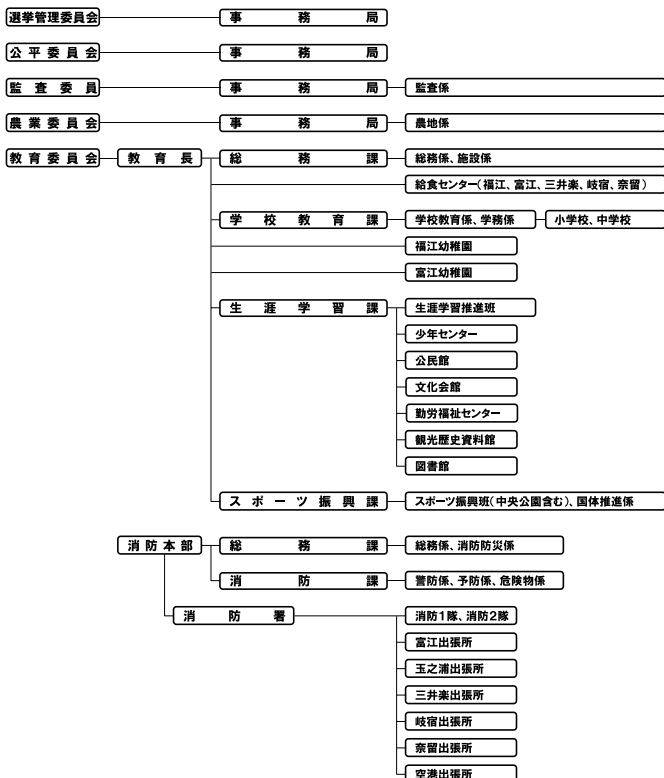 選挙管理委員会 事務局
公平委員会 事務局
監査委員 事務局 監査係
農業委員会 事務局 農地係
教育委員会 教育長 総務課 総務係、施設係
給食センター（福江、富江、三井楽、岐宿、奈留）
学校教育課 学校教育係、学務係 小学校、中学校
福江幼稚園
富江幼稚園
生涯学習課 生涯学習推進班
少年センター
公民館
文化会館
勤労福祉センター
観光歴史資料館
図書館
スポーツ振興課 スポーツ振興班（中央公園含む）、国体推進係
消防本部 総務課 総務係、消防防災係
消防課 警防係、予防係、危険物係
消防署 消防1隊、消防2隊
富江出張所
玉之浦出張所
三井楽出張所
岐宿出張所
奈留出張所
空港出張所